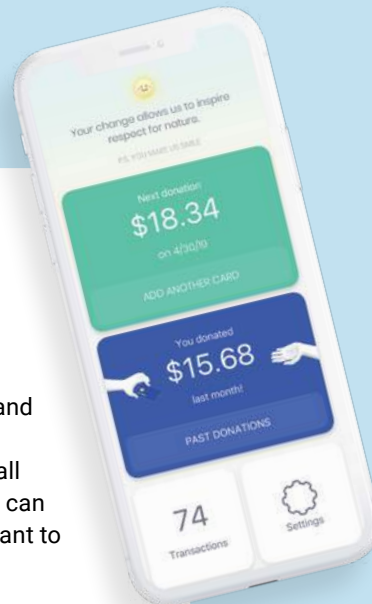 Your change allows us to inspire
respect for nature.
P.S. YOU MAKE US SMILE
Next donation
$18.34
on 4/30/19
ADD ANOTHER CARD
You donated
$15.68
last month!
PAST DONATIONS
74
Transactions
Settings
and
all
can
ant to